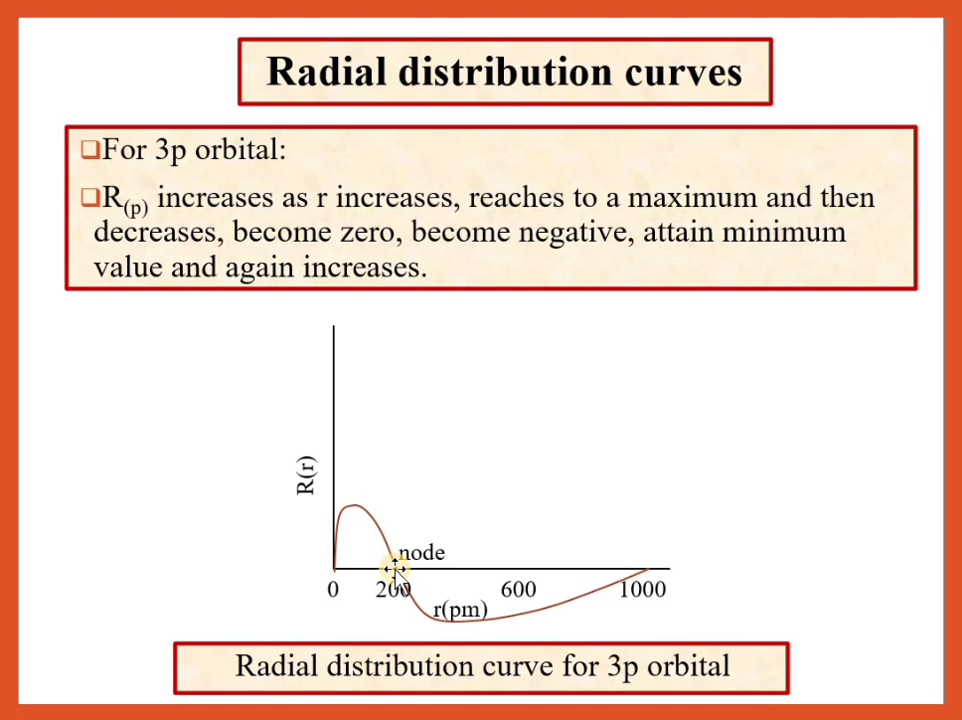 Radial distribution curves
❑For 3p orbital:
❑R(p) increases as r increases, reaches to a maximum and then
decreases, become zero, become negative, attain minimum
value and again increases.
R(r)
node
0 200 600 1000
r(pm)
Radial distribution curve for 3p orbital